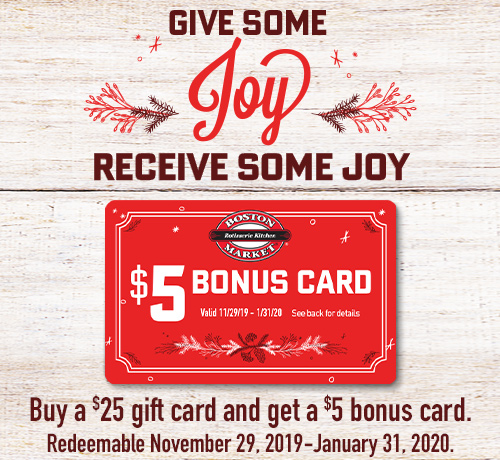 GIVE SOME
Joy
RECEIVE SOME JOY
BOSTON
Rotisserie Kitchen
MARKET®
$5 BONUS CARD
Valid 11/29/19 - 1/31/20 See back for details
Buy a $25 gift card and get a $5 bonus card.
Redeemable November 29, 2019–January 31, 2020.